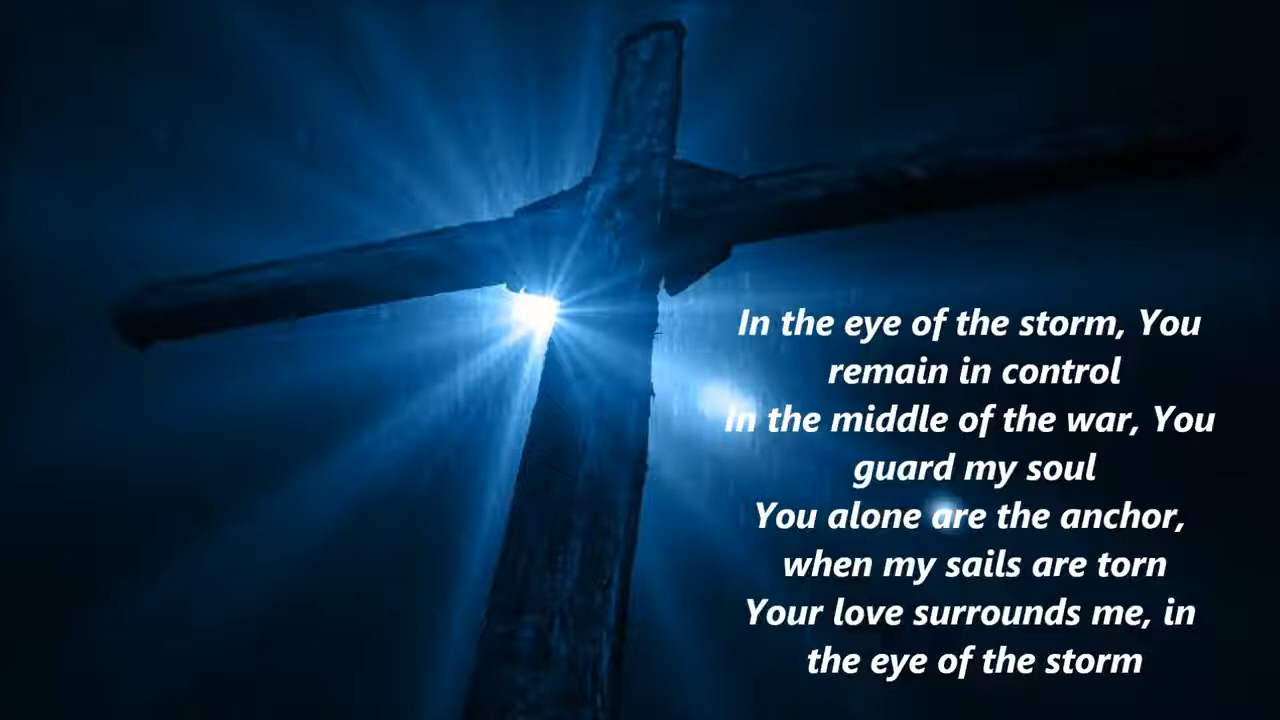 In the eye of the storm, You
remain in control
In the middle of the war, You
guard my soul
You alone are the anchor,
when my sails are torn
Your love surrounds me, in
the eye of the storm